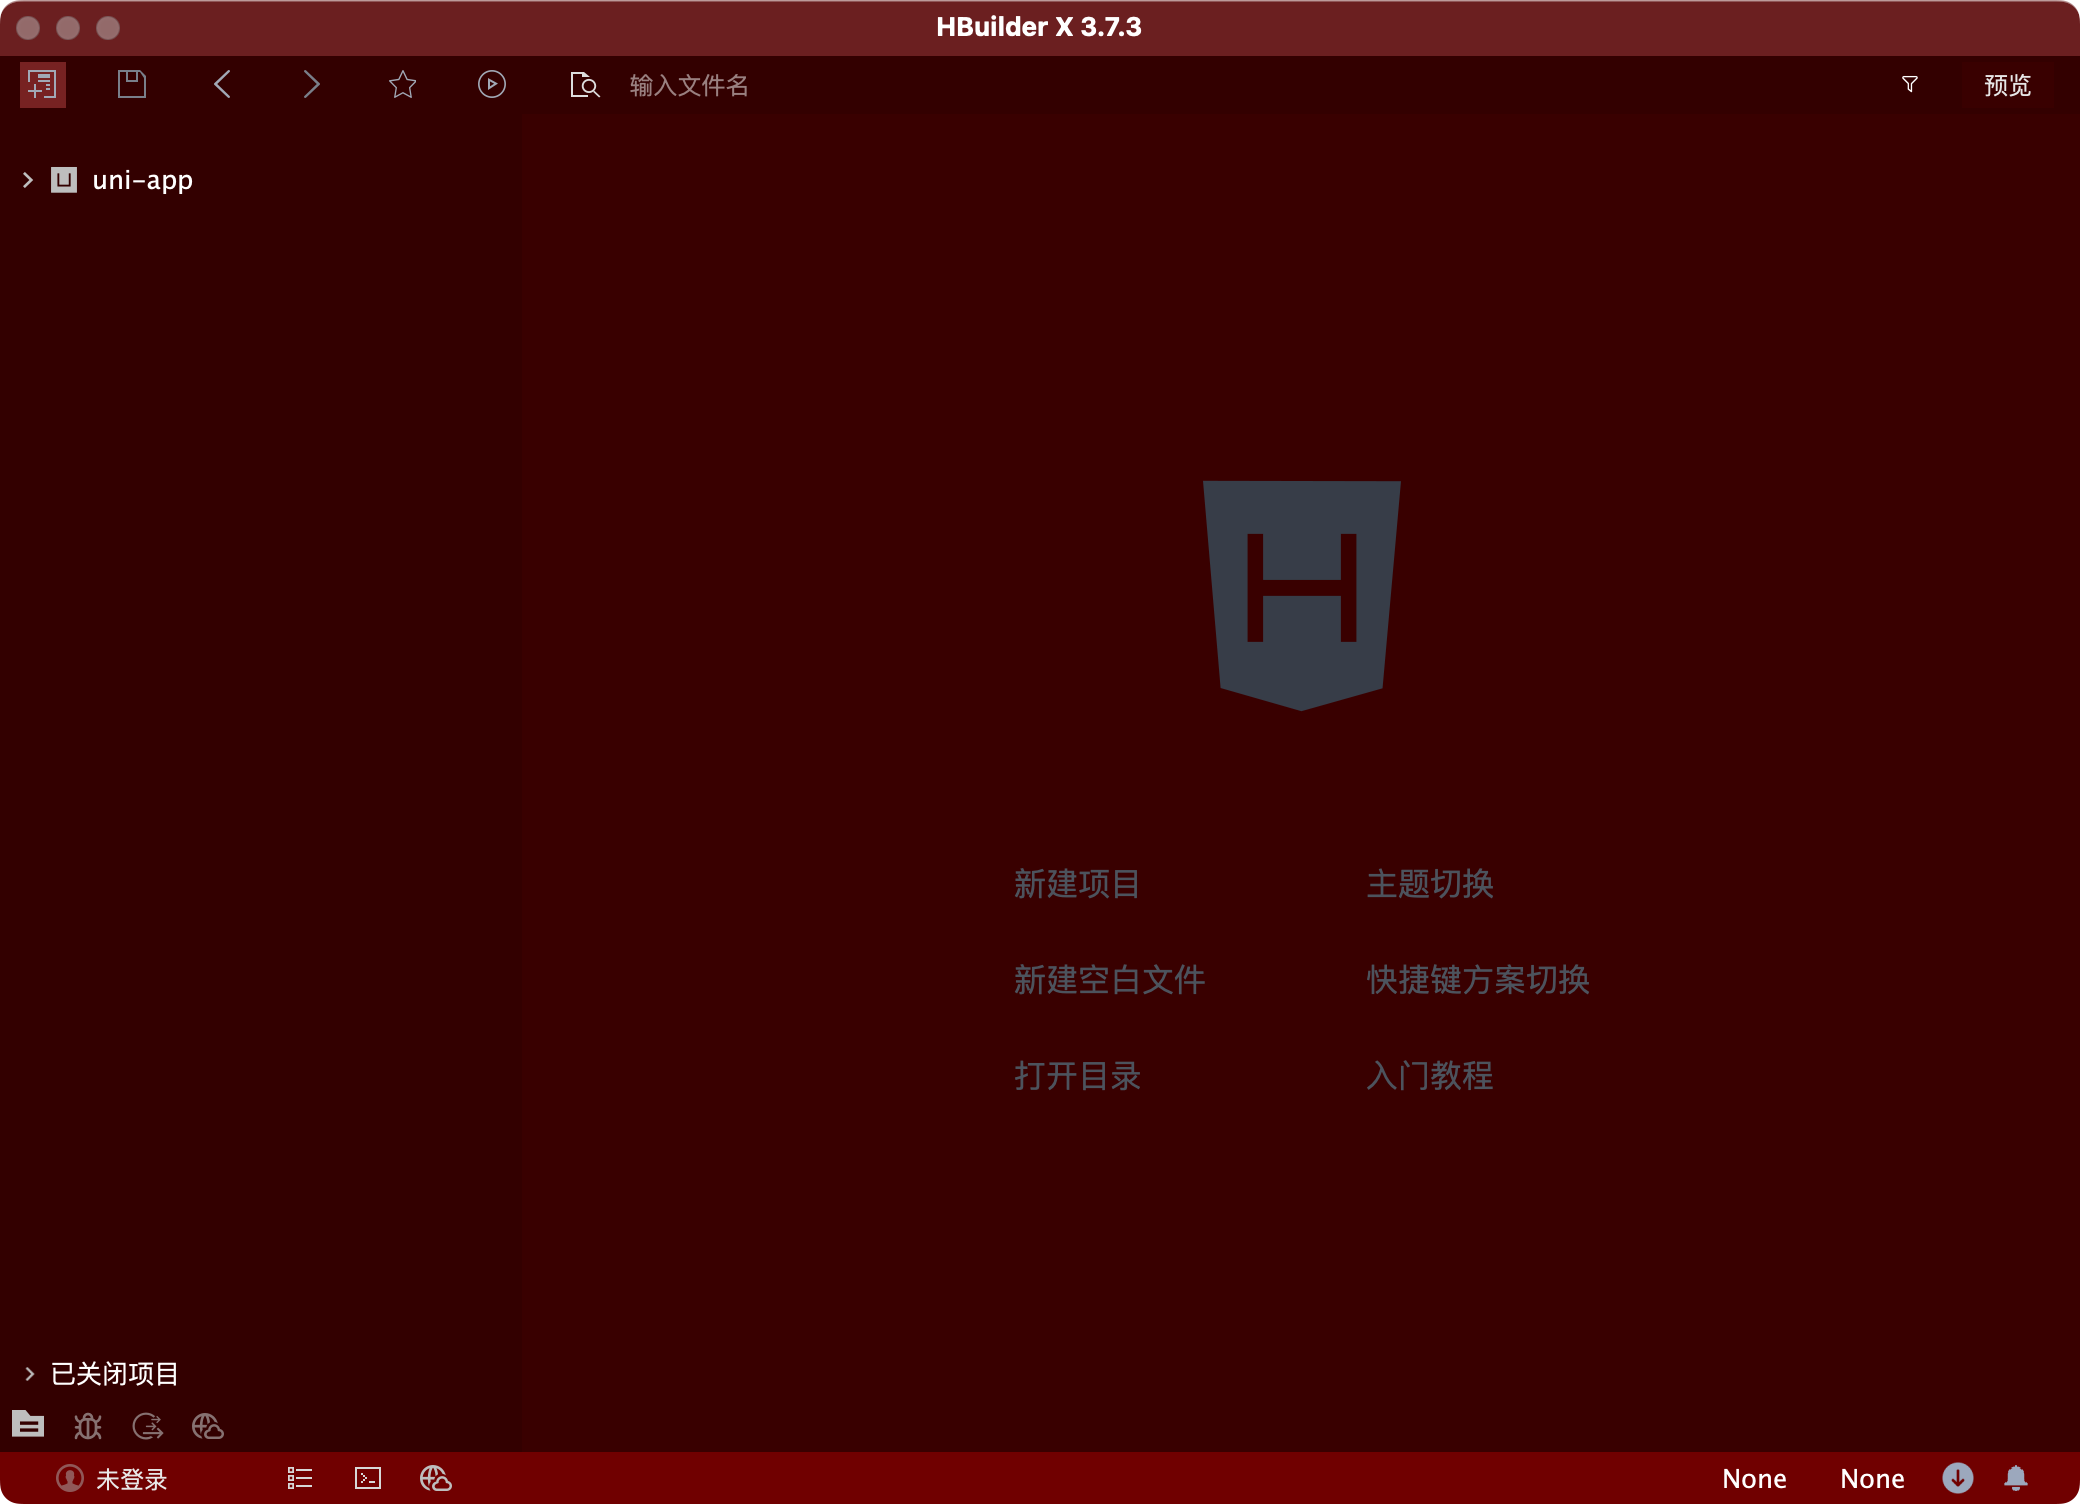 HBuilder X 3.7.3
输入文件名
预览
uni-app
H
新建项目
主题切换
新建空白文件
快捷键方案切换
打开目录
入门教程
已关闭项目
未登录
None
None